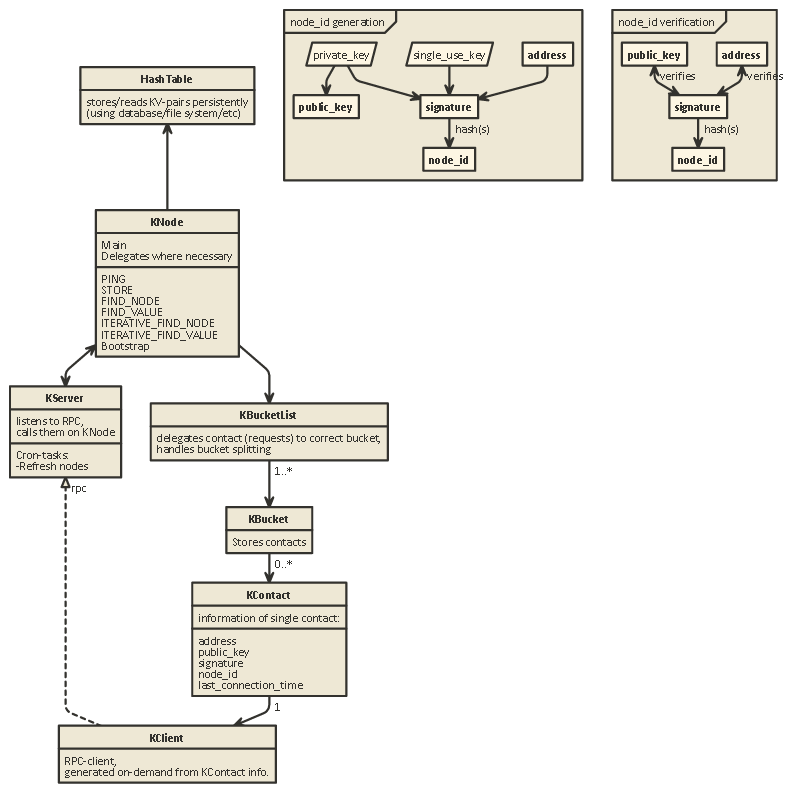 node_id generation
private_key
single_use_key
address
public_key
signature
hash(s)
node_id
node_id verification
public_key
address
verifies
verifies
signature
hash(s)
node_id
HashTable
stores/reads KV-pairs persistently
(using database/file system/etc)
KNode
Main
Delegates where necessary
PING
STORE
FIND_NODE
FIND_VALUE
ITERATIVE_FIND_NODE
ITERATIVE_FIND_VALUE
Bootstrap
KServer
listens to RPC,
calls them on KNode
Cron-tasks:
-Refresh nodes
rpc
KBucketList
delegates contact (requests) to correct bucket,
handles bucket splitting
1..*
KBucket
Stores contacts
0..*
KContact
information of single contact:
address
public_key
signature
node_id
last_connection_time
1
KClient
RPC-client,
generated on-demand from KContact info.